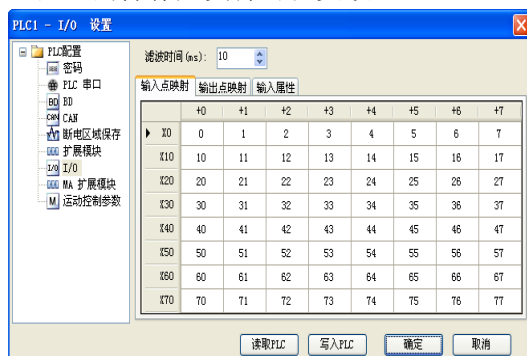 PLC1 - I/O 设置
PLC配置
密码
PLC 串口
BD BD
CAN CAN
断电区域保存
扩展模块
I/O I/O
MA 扩展模块
M 运动控制参数
滤波时间(ms): 10
输入点映射 输出点映射 输入属性
+0 +1 +2 +3 +4 +5 +6 +7
X0 0 1 2 3 4 5 6 7
X10 10 11 12 13 14 15 16 17
X20 20 21 22 23 24 25 26 27
X30 30 31 32 33 34 35 36 37
X40 40 41 42 43 44 45 46 47
X50 50 51 52 53 54 55 56 57
X60 60 61 62 63 64 65 66 67
X70 70 71 72 73 74 75 76 77
读取PLC 写入PLC 确定 取消